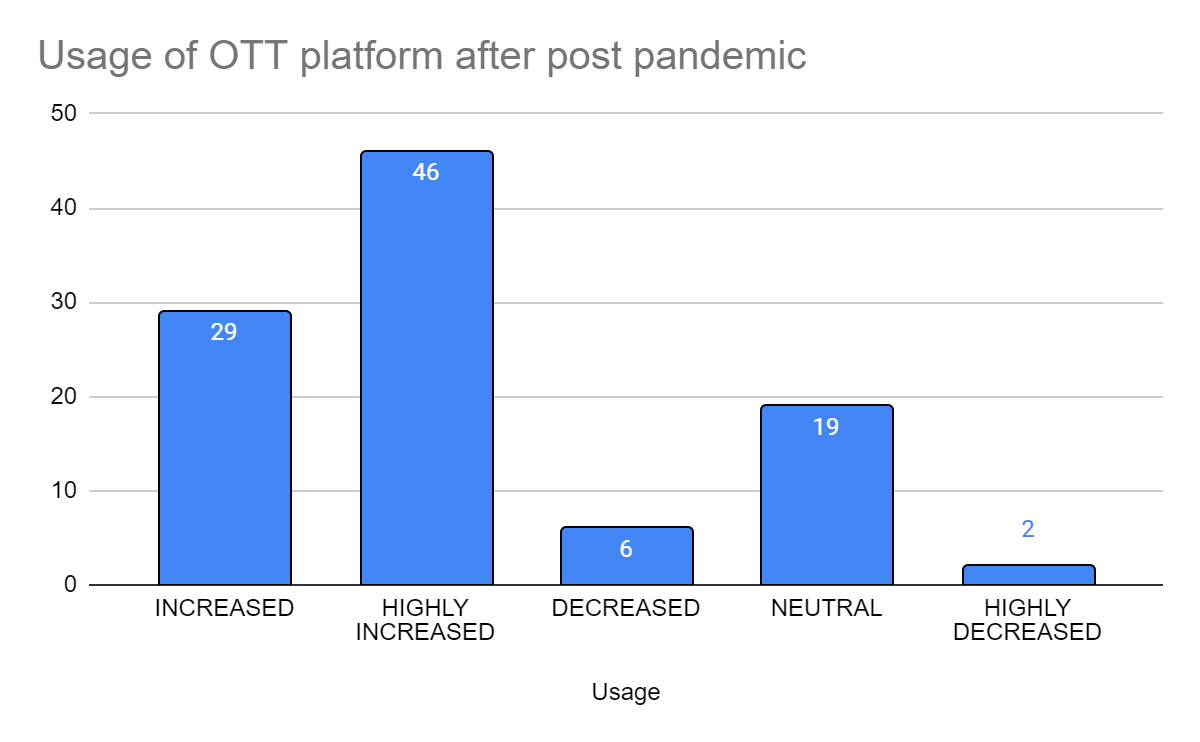 Usage of OTT platform after post pandemic
50
40
30
20
10
0
29
46
6
19
2
INCREASED
HIGHLY
INCREASED
DECREASED
NEUTRAL
HIGHLY
DECREASED
Usage